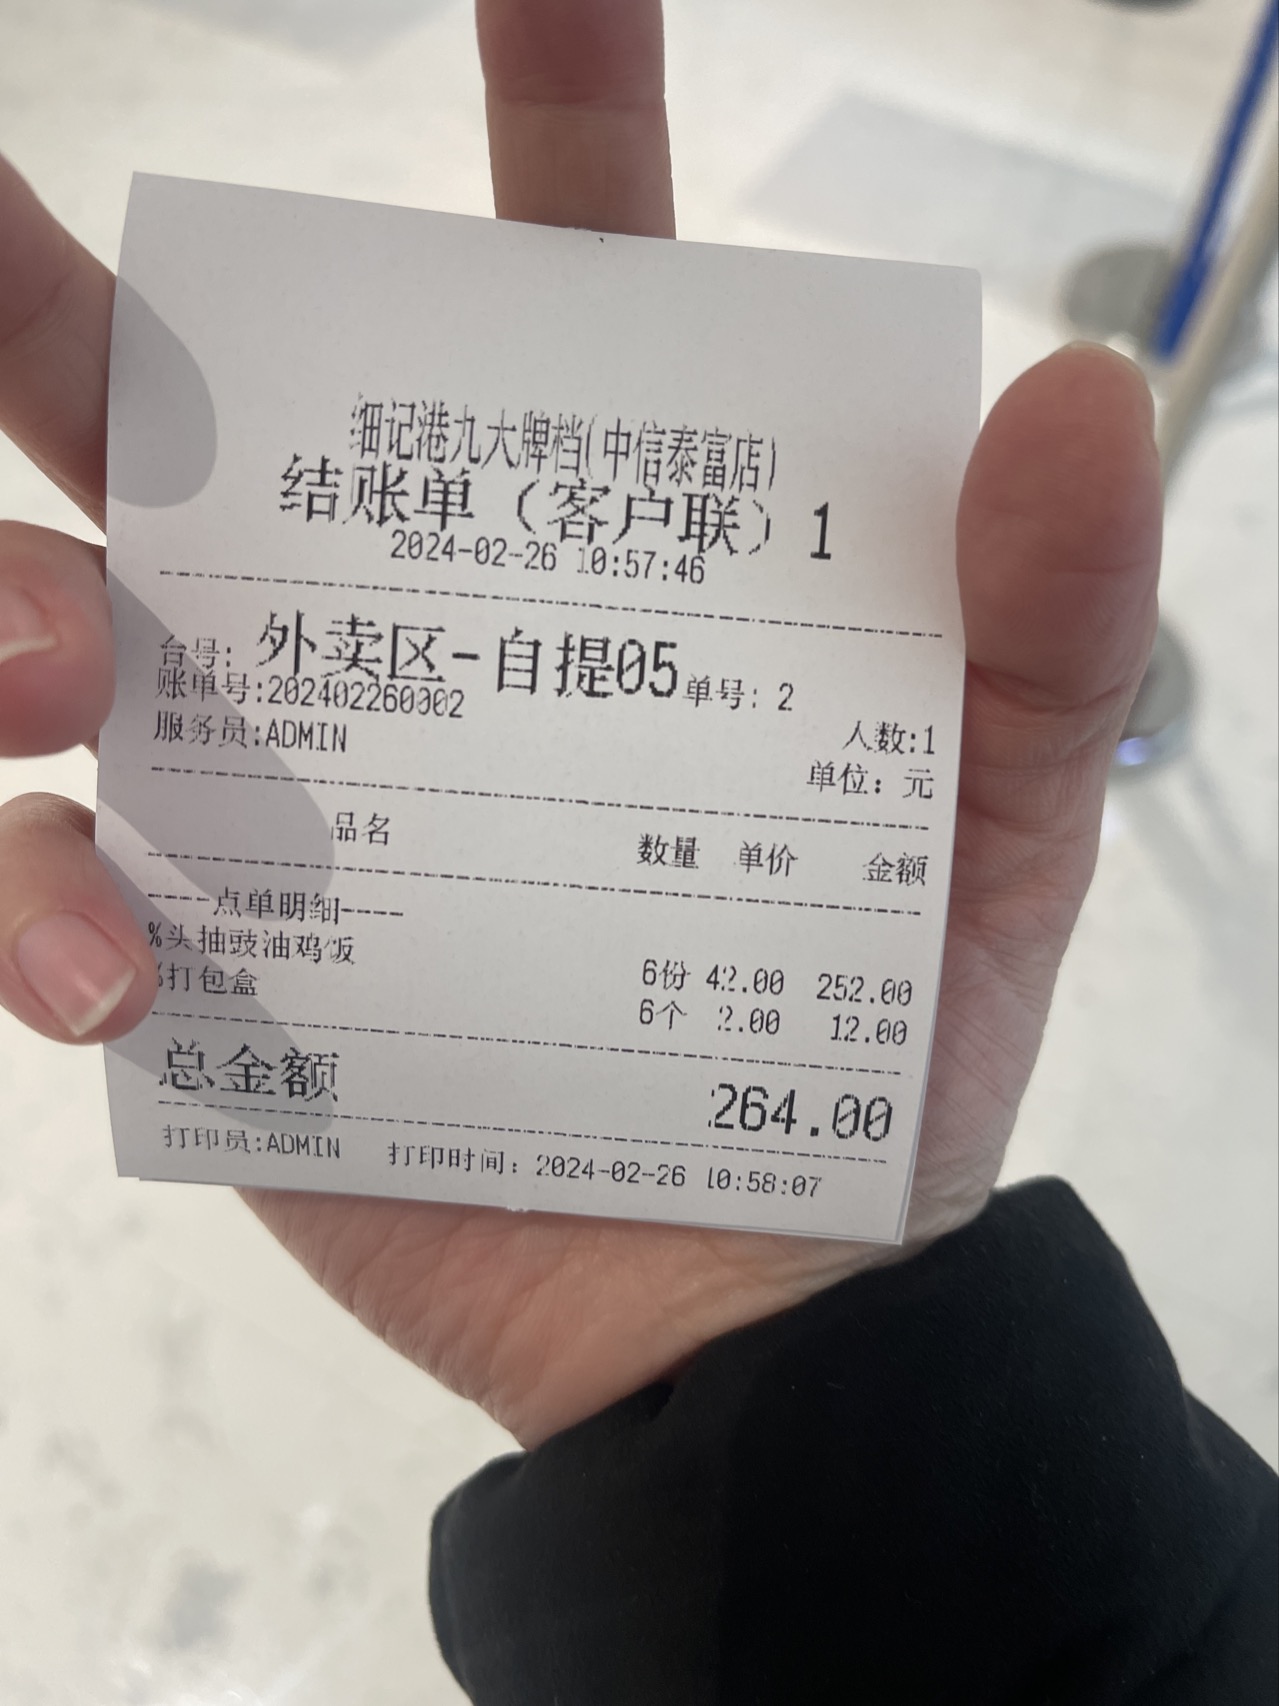 细记港九大牌档(中信泰富店)
结账单（客户联）1
2024-02-26 10:57:46
台号: 外卖区-自提05 单号: 2
账单号:202402260002
人数:1
服务员:ADMIN
单位: 元
品名 数量 单价 金额
----点单明细----
%头抽豉油鸡饭 6份 42.00 252.00
%打包盒 6个 2.00 12.00
总金额 264.00
打印员:ADMIN 打印时间: 2024-02-26 10:58:07